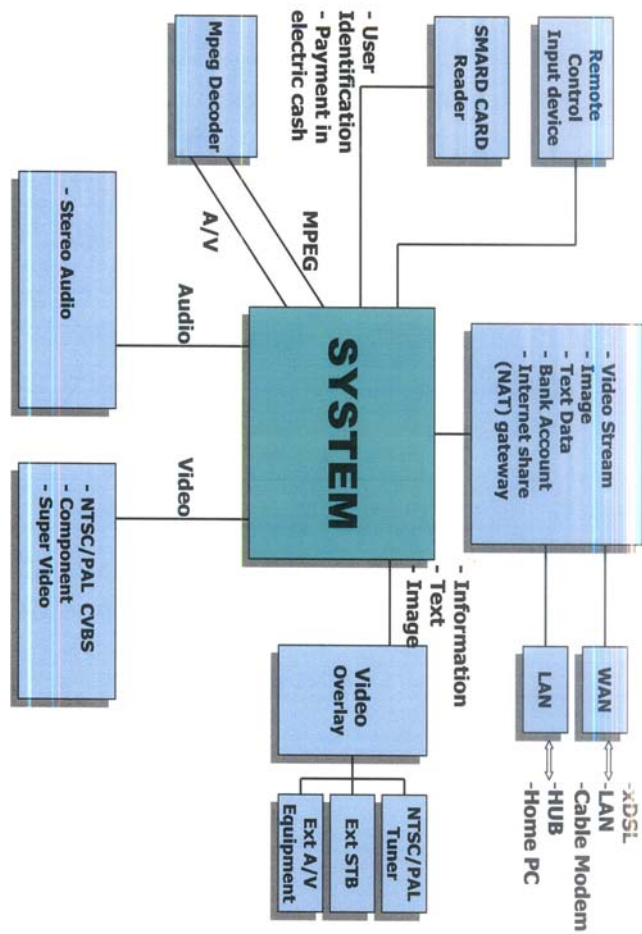 Remote
Control
Input device
SMARD CARD
Reader
- User
Identification
- Payment in
electric cash
Mpeg Decoder
MPEG
A/V
- Video Stream
- Image
- Text Data
- Bank Account
- Internet share
(NAT) gateway
WAN
LAN
-xDSL
-LAN
-Cable Modem
-HUB
-Home PC
SYSTEM
- Information
- Text
- Image
Video
Overlay
NTSC/PAL
Tuner
Ext STB
Ext A/V
Equipment
Audio
- Stereo Audio
Video
- NTSC/PAL CVBS
- Component
- Super Video